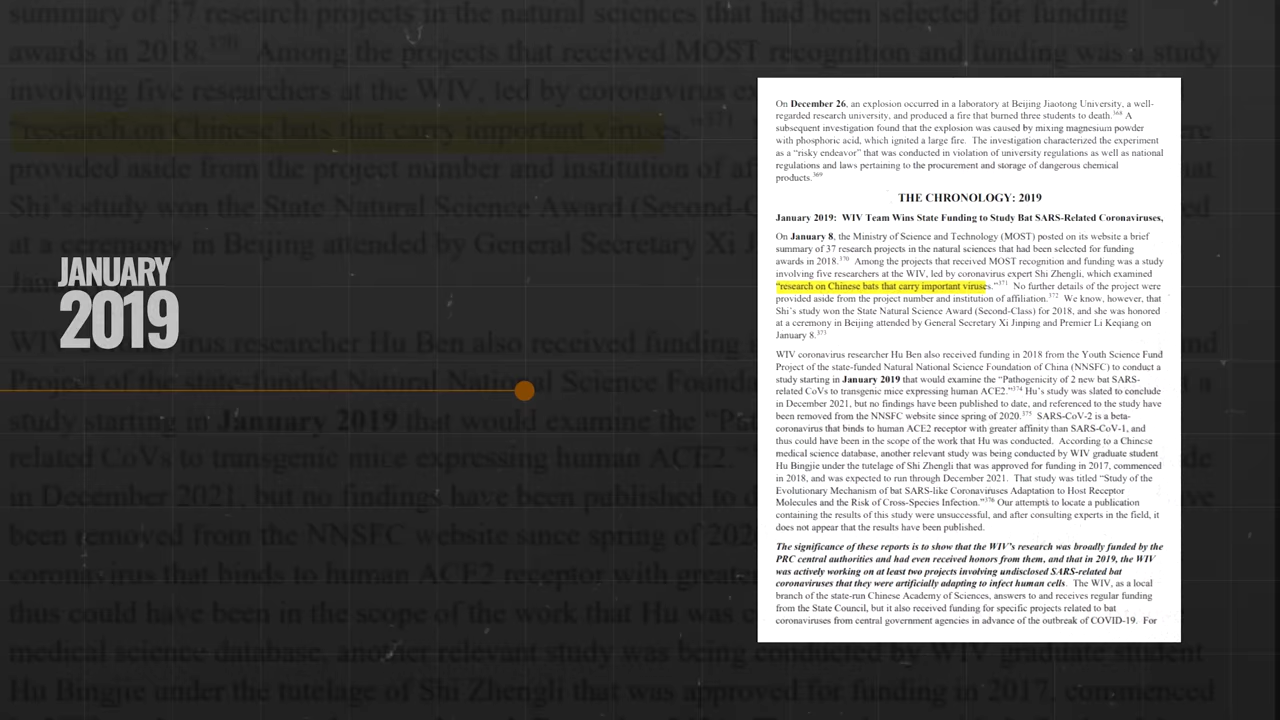 JANUARY
2019
On December 26, an explosion occurred in a laboratory at Beijing Jiaotong University, a well-
regarded research university, and produced a fire that burned three students to death.368 A
subsequent investigation found that the explosion was caused by mixing magnesium powder
with phosphoric acid, which ignited a large fire. The investigation characterized the experiment
as a “risky endeavor” that was conducted in violation of university regulations as well as national
regulations and laws pertaining to the procurement and storage of dangerous chemical
products.369
THE CHRONOLOGY: 2019
January 2019: WIV Team Wins State Funding to Study Bat SARS-Related Coronaviruses,
On January 8, the Ministry of Science and Technology (MOST) posted on its website a brief
summary of 37 research projects in the natural sciences that had been selected for funding
awards in 2018.370 Among the projects that received MOST recognition and funding was a study
involving five researchers at the WIV, led by coronavirus expert Shi Zhengli, which examined
“research on Chinese bats that carry important viruses.”371 No further details of the project were
provided aside from the project number and institution of affiliation.372 We know, however, that
Shi’s study won the State Natural Science Award (Second-Class) for 2018, and she was honored
at a ceremony in Beijing attended by General Secretary Xi Jinping and Premier Li Keqiang on
January 8.373
WIV coronavirus researcher Hu Ben also received funding in 2018 from the Youth Science Fund
Project of the state-funded Natural National Science Foundation of China (NNSFC) to conduct a
study starting in January 2019 that would examine the “Pathogenicity of 2 new bat SARS-
related CoVs to transgenic mice expressing human ACE2.”374 Hu’s study was slated to conclude
in December 2021, but no findings have been published to date, and referenced to the study have
been removed from the NNSFC website since spring of 2020.375 SARS-CoV-2 is a beta-
coronavirus that binds to human ACE2 receptor with greater affinity than SARS-CoV-1, and
thus could have been in the scope of the work that Hu was conducted. According to a Chinese
medical science database, another relevant study was being conducted by WIV graduate student
Hu Bingjie under the tutelage of Shi Zhengli that was approved for funding in 2017, commenced
in 2018, and was expected to run through December 2021. That study was titled “Study of the
Evolutionary Mechanism of bat SARS-like Coronaviruses Adaptation to Host Receptor
Molecules and the Risk of Cross-Species Infection.”376 Our attempts to locate a publication
containing the results of this study were unsuccessful, and after consulting experts in the field, it
does not appear that the results have been published.
The significance of these reports is to show that the WIV’s research was broadly funded by the
PRC central authorities and had even received honors from them, and that in 2019, the WIV
was actively working on at least two projects involving undisclosed SARS-related bat
coronaviruses that they were artificially adapting to infect human cells. The WIV, as a local
branch of the state-run Chinese Academy of Sciences, answers to and receives regular funding
from the State Council, but it also received funding for specific projects related to bat
coronaviruses from central government agencies in advance of the outbreak of COVID-19. For